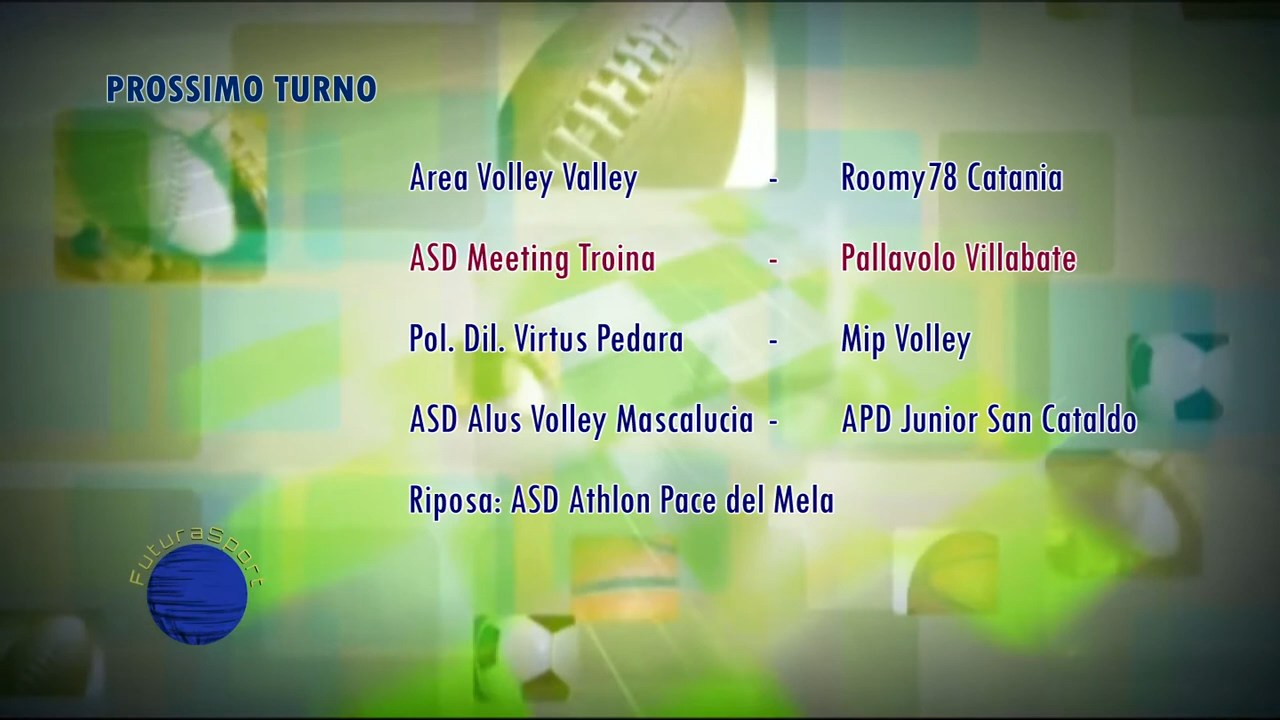 PROSSIMO TURNO
Area Volley Valley - Roomy78 Catania
ASD Meeting Troina - Pallavolo Villabate
Pol. Dil. Virtus Pedara - Mip Volley
ASD Alus Volley Mascalucia - APD Junior San Cataldo
Riposa: ASD Athlon Pace del Mela
FuturaSport